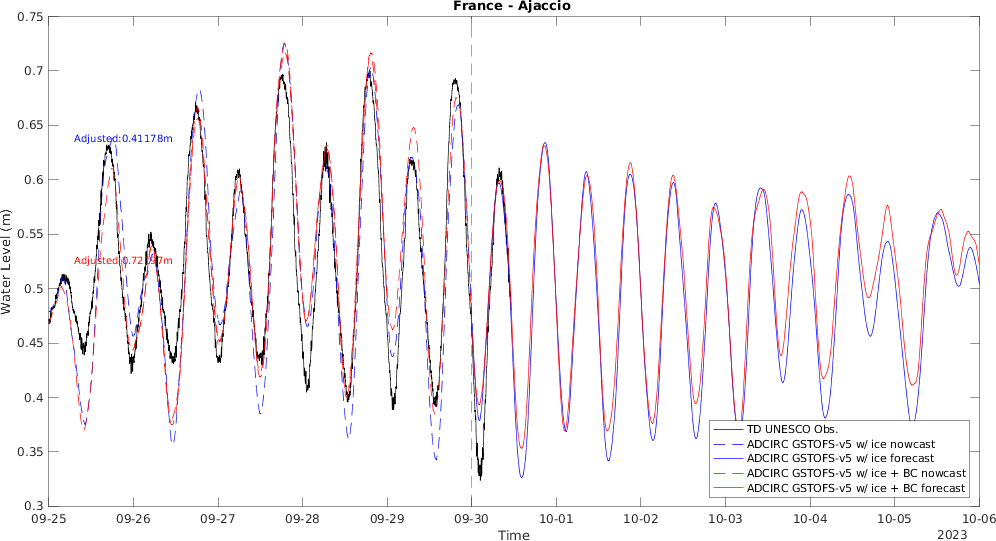 France - Ajaccio
0.75
0.7
0.65
0.6
0.55
0.5
0.45
0.4
0.35
0.3
Water Level (m)
Adjusted:0.41178m
09-25
09-26
09-27
09-28
09-29
09-30
10-01
10-02
10-03
10-04
10-05
10-06
Time
2023
TD UNESCO Obs.
ADCIRC GSTOFS-v5 w/ ice nowcast
ADCIRC GSTOFS-v5 w/ ice forecast
ADCIRC GSTOFS-v5 w/ ice + BC nowcast
ADCIRC GSTOFS-v5 w/ ice + BC forecast